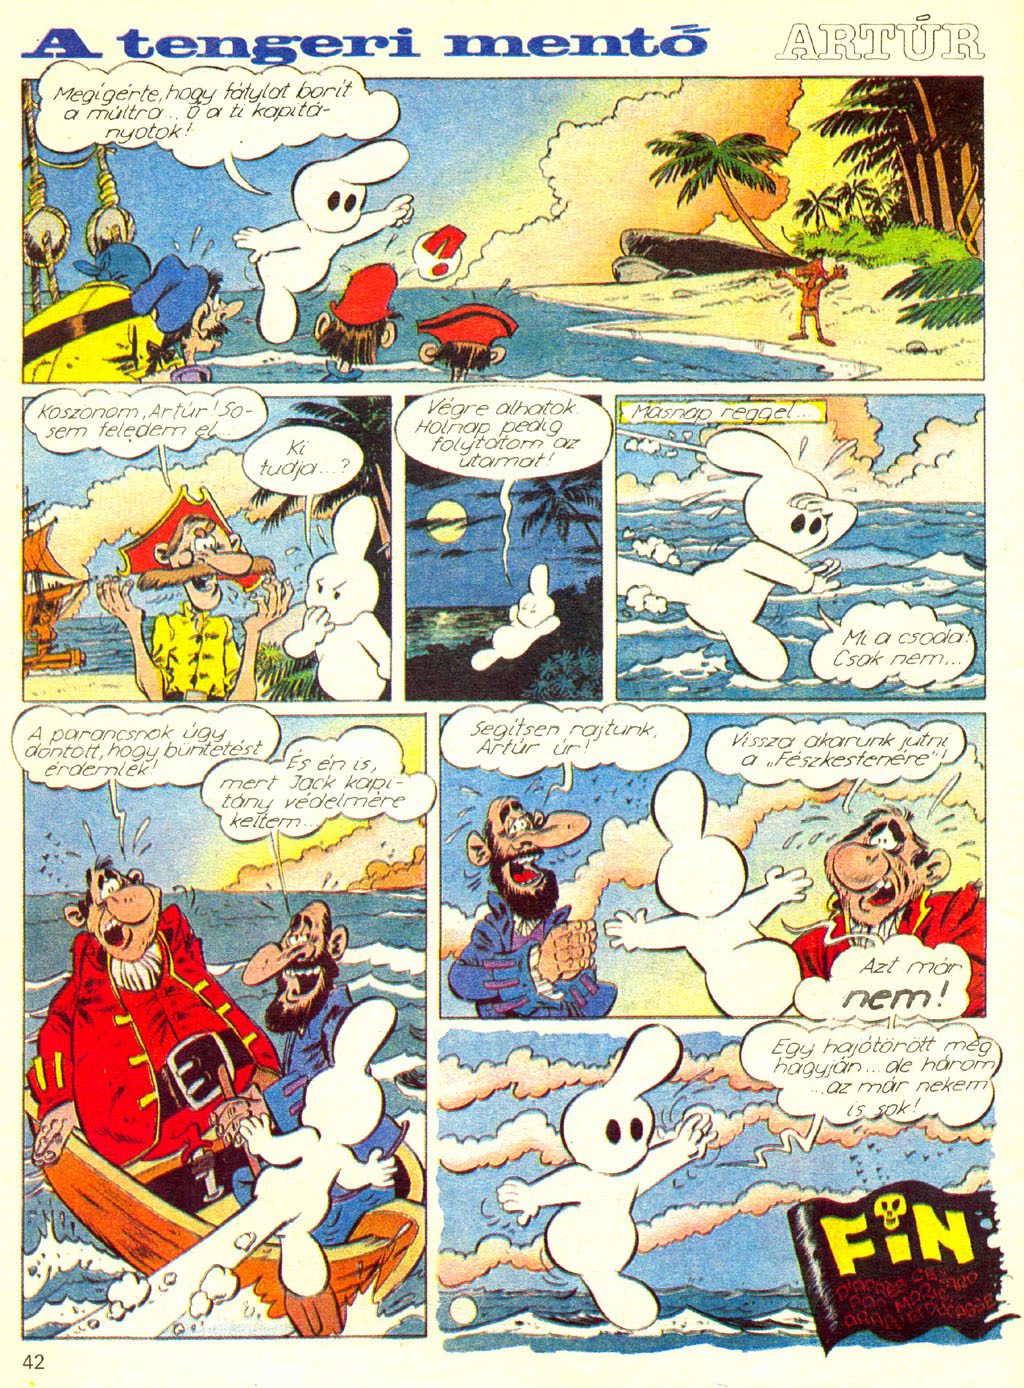 A tengeri mentő
ARTÚR
Megígérte, hogy fátylat borít
a múltra... Ő a ti kapitá-
nyotok!
!?
Köszönöm, Artúr! So-
sem feledem el...
Ki
tudja...?
Végre alhatok.
Holnap pedig
folytatom az
utamat!
Másnap reggel...
Mi a csoda!
Csak nem...
A parancsnok úgy
döntött, hogy büntetést
érdemlek!
És én is,
mert Jack kapi-
tány védelmére
keltem...
Segítsen rajtunk,
Artúr úr!
Vissza akarunk jutni
a „Fészkestenére"!
Azt már
nem!
Egy hajótörött még
hagyján... de három
...az már nekem
is sok!
FIN
D'APRES
42